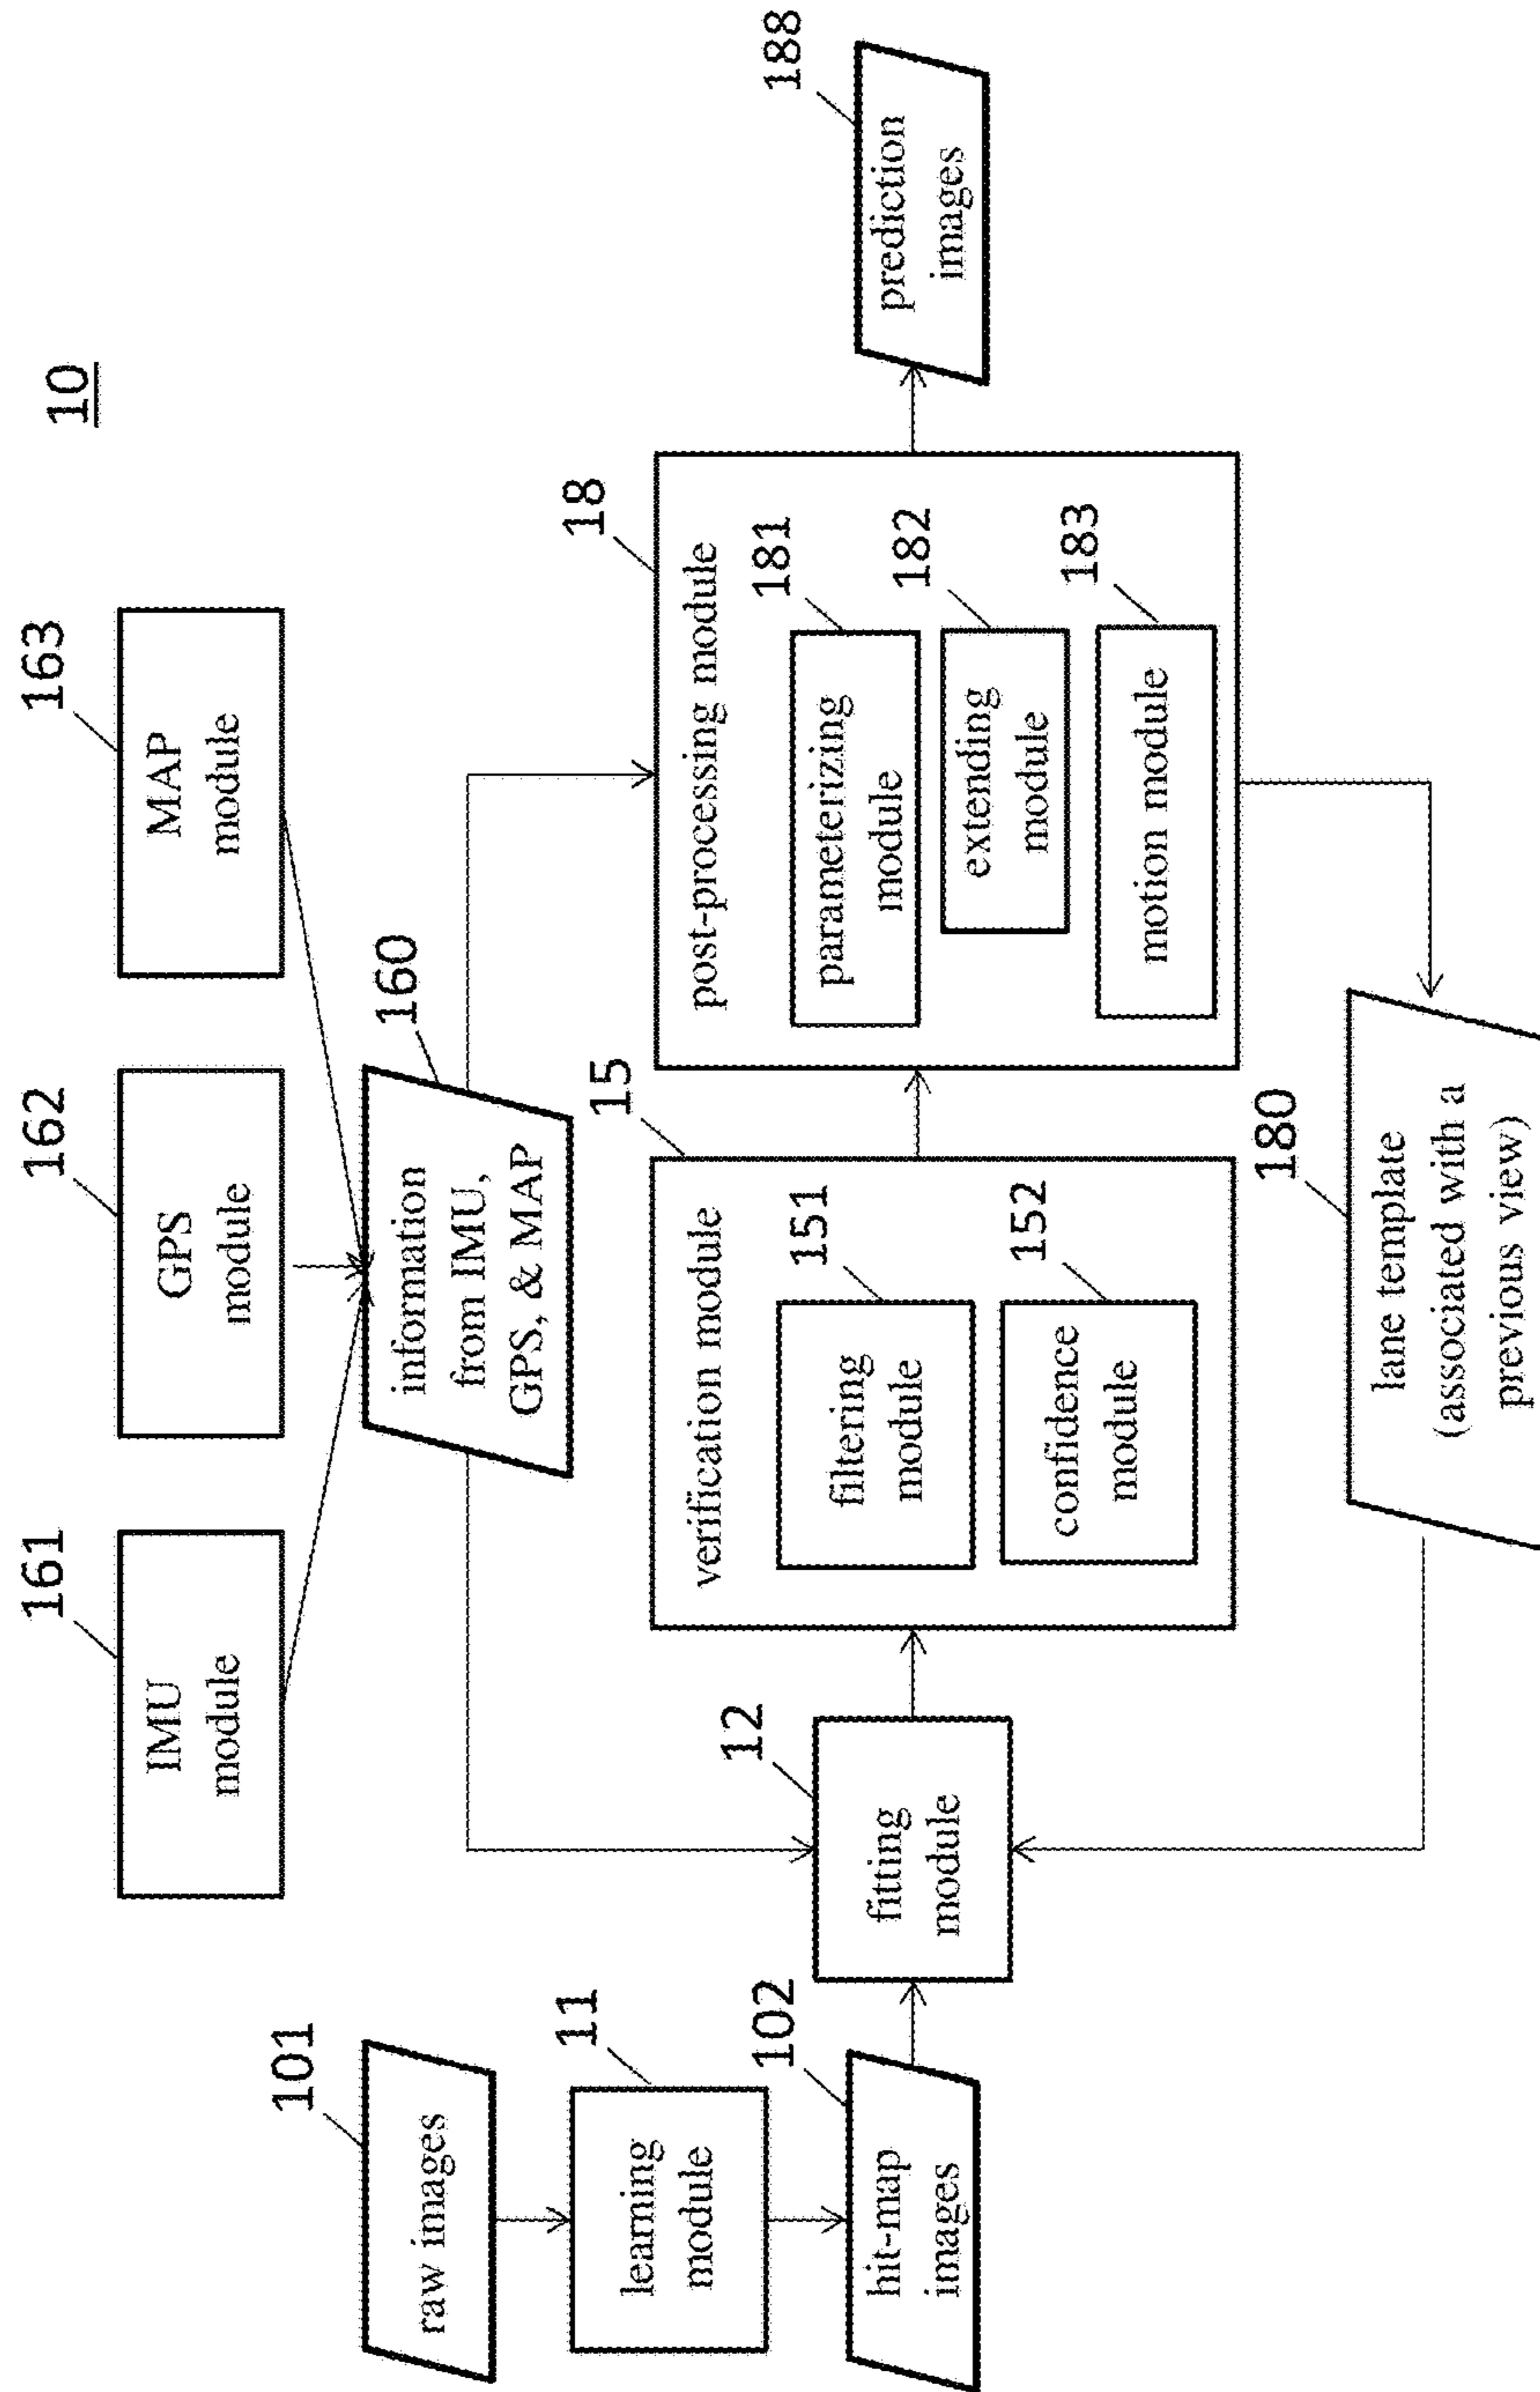 10
161
IMU
module
162
GPS
module
163
MAP
module
101
raw images
160
information
from IMU,
GPS, & MAP
11
learning
module
102
hit-map
images
12
fitting
module
15
verification module
151
filtering
module
152
confidence
module
18
post-processing module
181
parameterizing
module
182
extending
module
183
motion module
188
prediction
images
180
lane template
(associated with a
previous view)